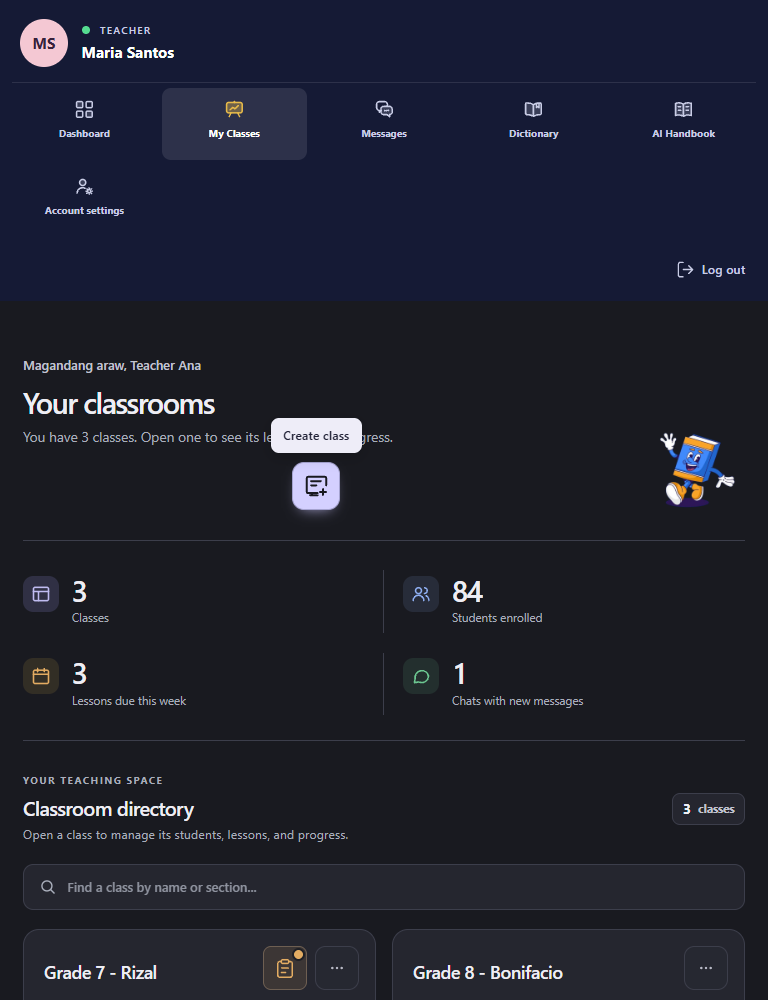 MS
TEACHER
Maria Santos
Dashboard
My Classes
Messages
Dictionary
AI Handbook
Account settings
Log out
Magandang araw, Teacher Ana
Your classrooms
You have 3 classes. Open one to see its
Create class
3
Classes
84
Students enrolled
3
Lessons due this week
1
Chats with new messages
YOUR TEACHING SPACE
Classroom directory
3 classes
Open a class to manage its students, lessons, and progress.
Find a class by name or section...
Grade 7 - Rizal
Grade 8 - Bonifacio